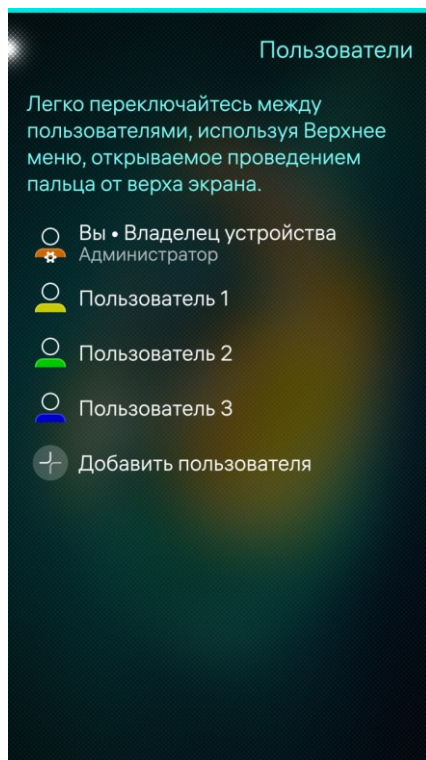 Пользователи
Легко переключайтесь между
пользователями, используя Верхнее
меню, открываемое проведением
пальца от верха экрана.
Вы • Владелец устройства
Администратор
Пользователь 1
Пользователь 2
Пользователь 3
Добавить пользователя